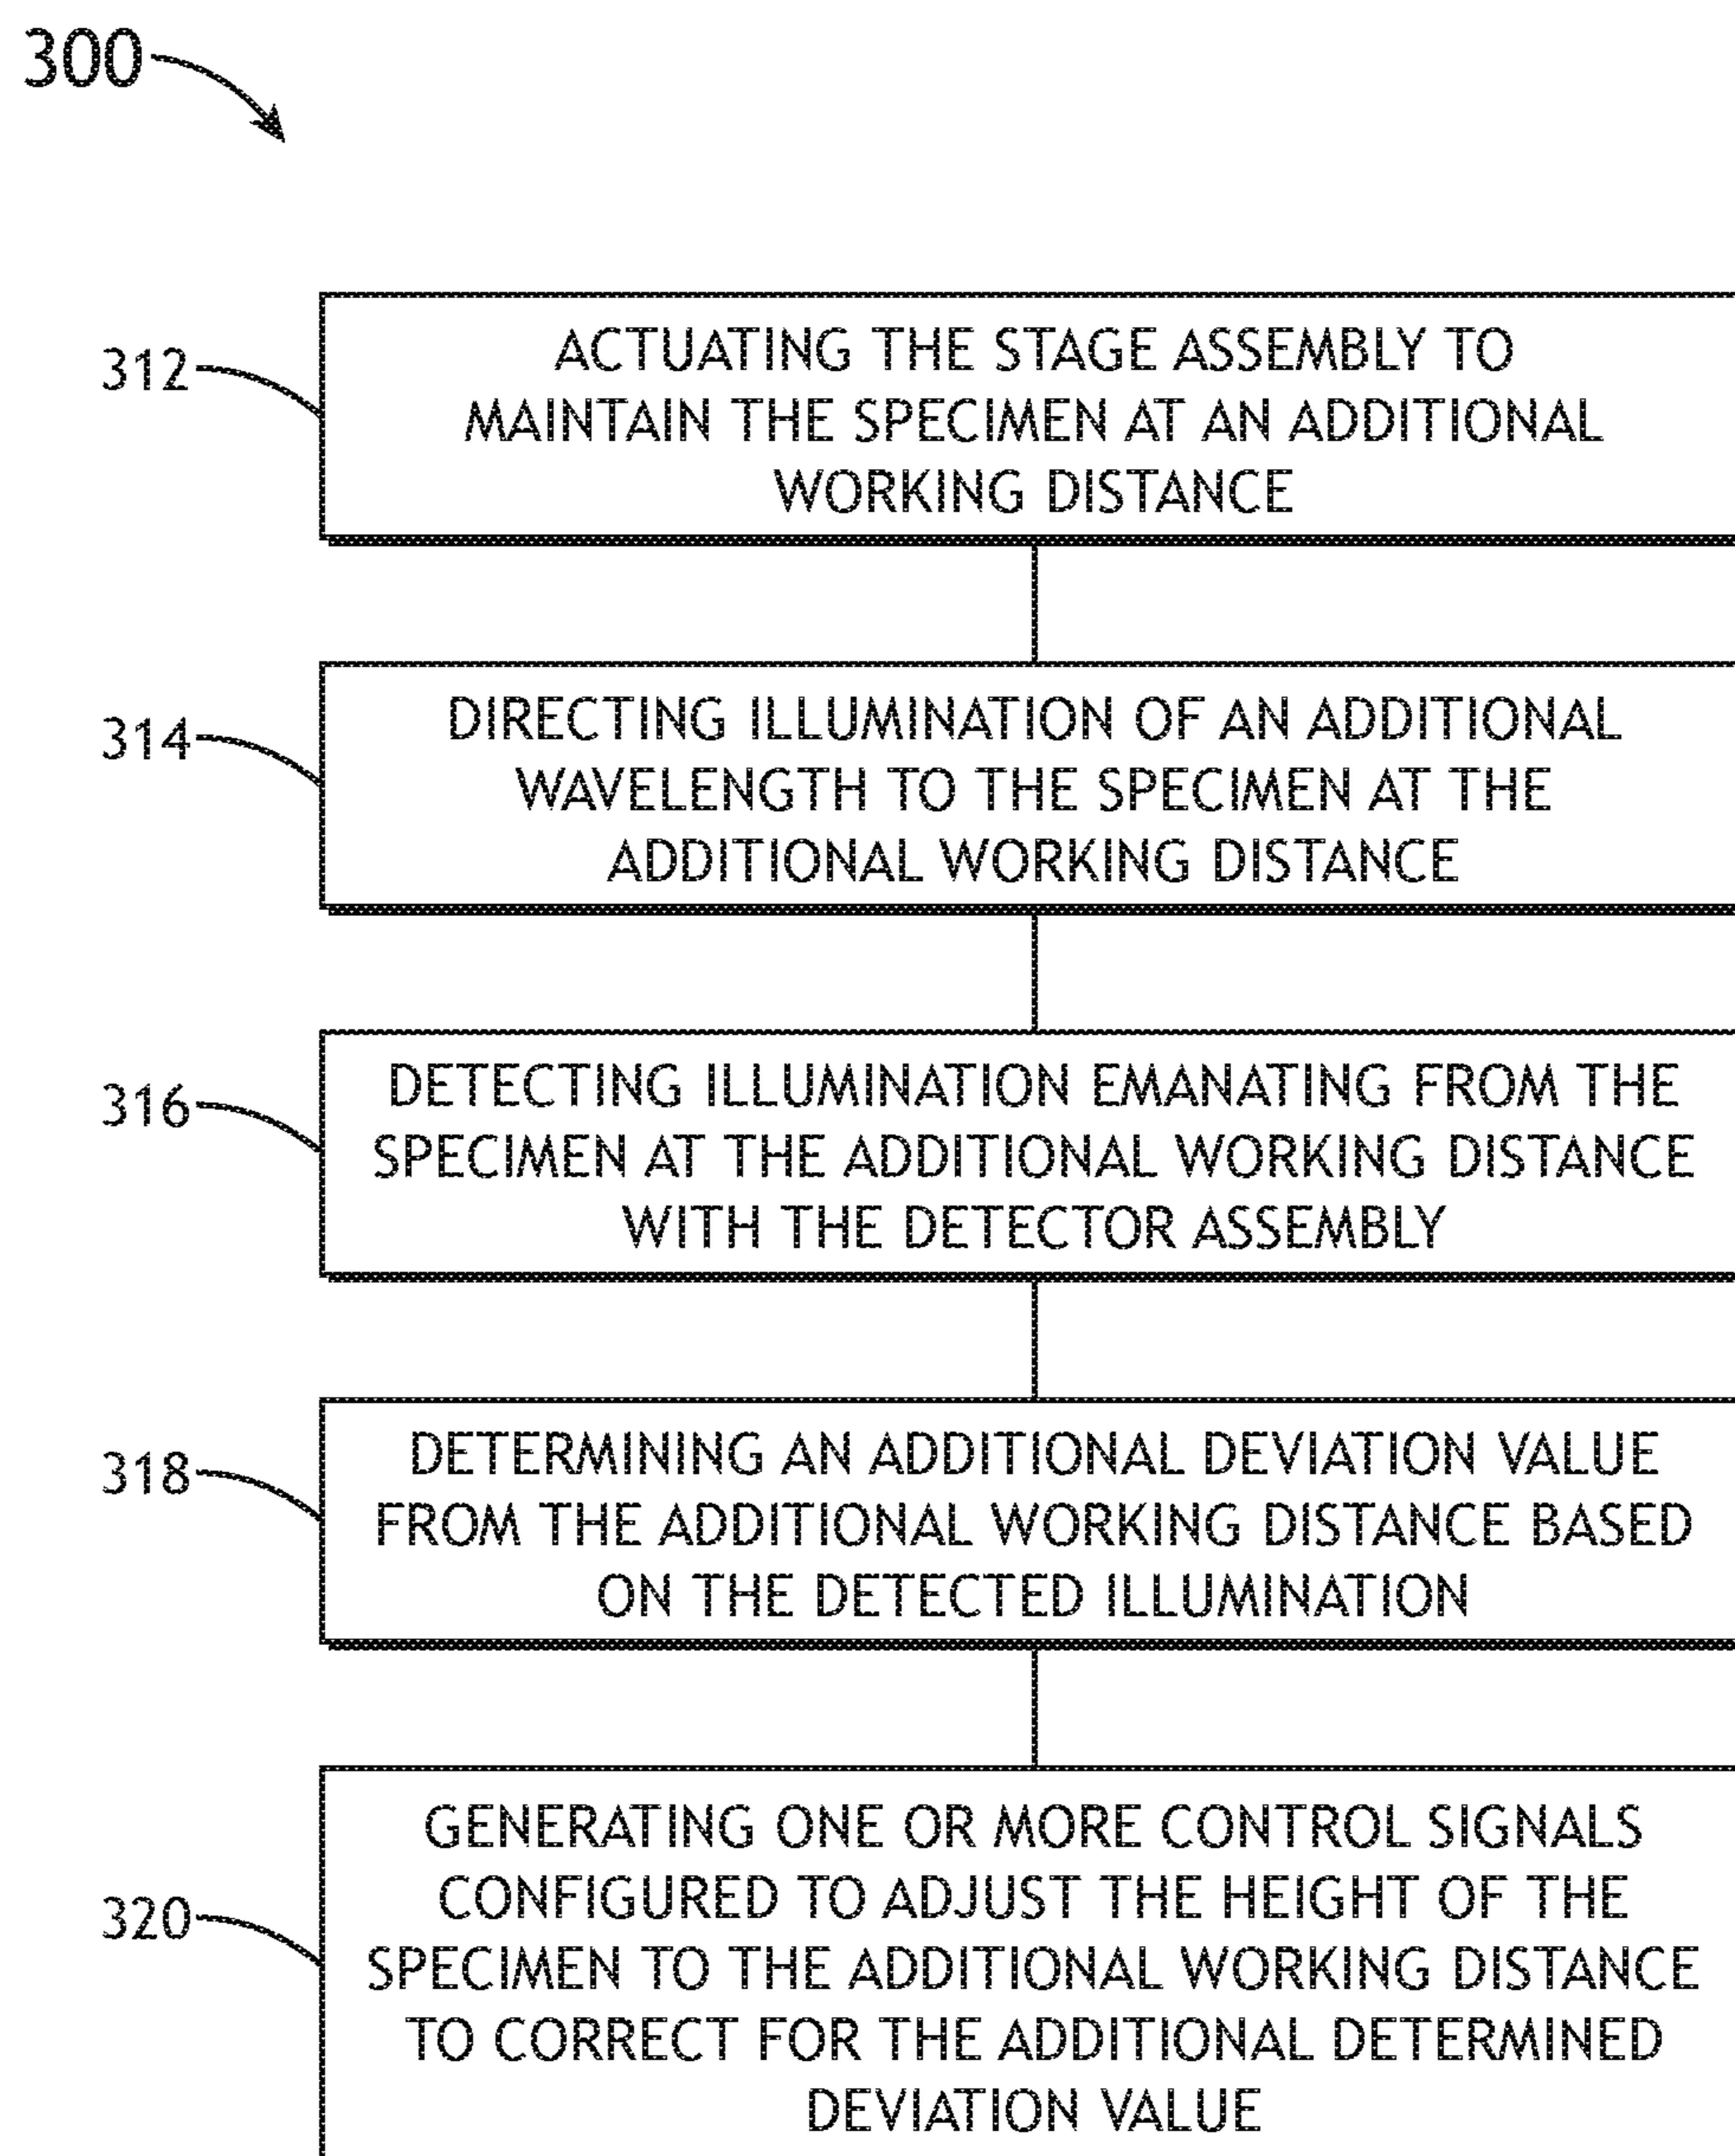 300
312
ACTUATING THE STAGE ASSEMBLY TO
MAINTAIN THE SPECIMEN AT AN ADDITIONAL
WORKING DISTANCE
314
DIRECTING ILLUMINATION OF AN ADDITIONAL
WAVELENGTH TO THE SPECIMEN AT THE
ADDITIONAL WORKING DISTANCE
316
DETECTING ILLUMINATION EMANATING FROM THE
SPECIMEN AT THE ADDITIONAL WORKING DISTANCE
WITH THE DETECTOR ASSEMBLY
318
DETERMINING AN ADDITIONAL DEVIATION VALUE
FROM THE ADDITIONAL WORKING DISTANCE BASED
ON THE DETECTED ILLUMINATION
320
GENERATING ONE OR MORE CONTROL SIGNALS
CONFIGURED TO ADJUST THE HEIGHT OF THE
SPECIMEN TO THE ADDITIONAL WORKING DISTANCE
TO CORRECT FOR THE ADDITIONAL DETERMINED
DEVIATION VALUE